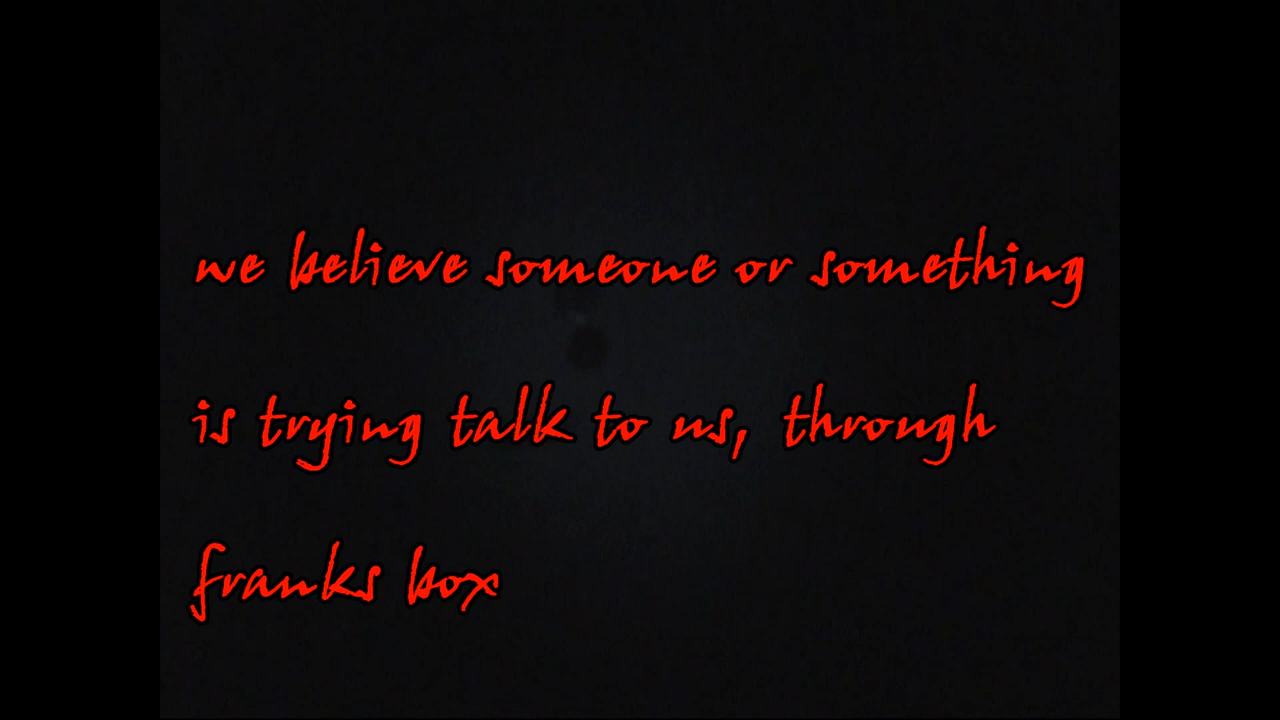 we believe someone or something
is trying talk to us, through
franks box